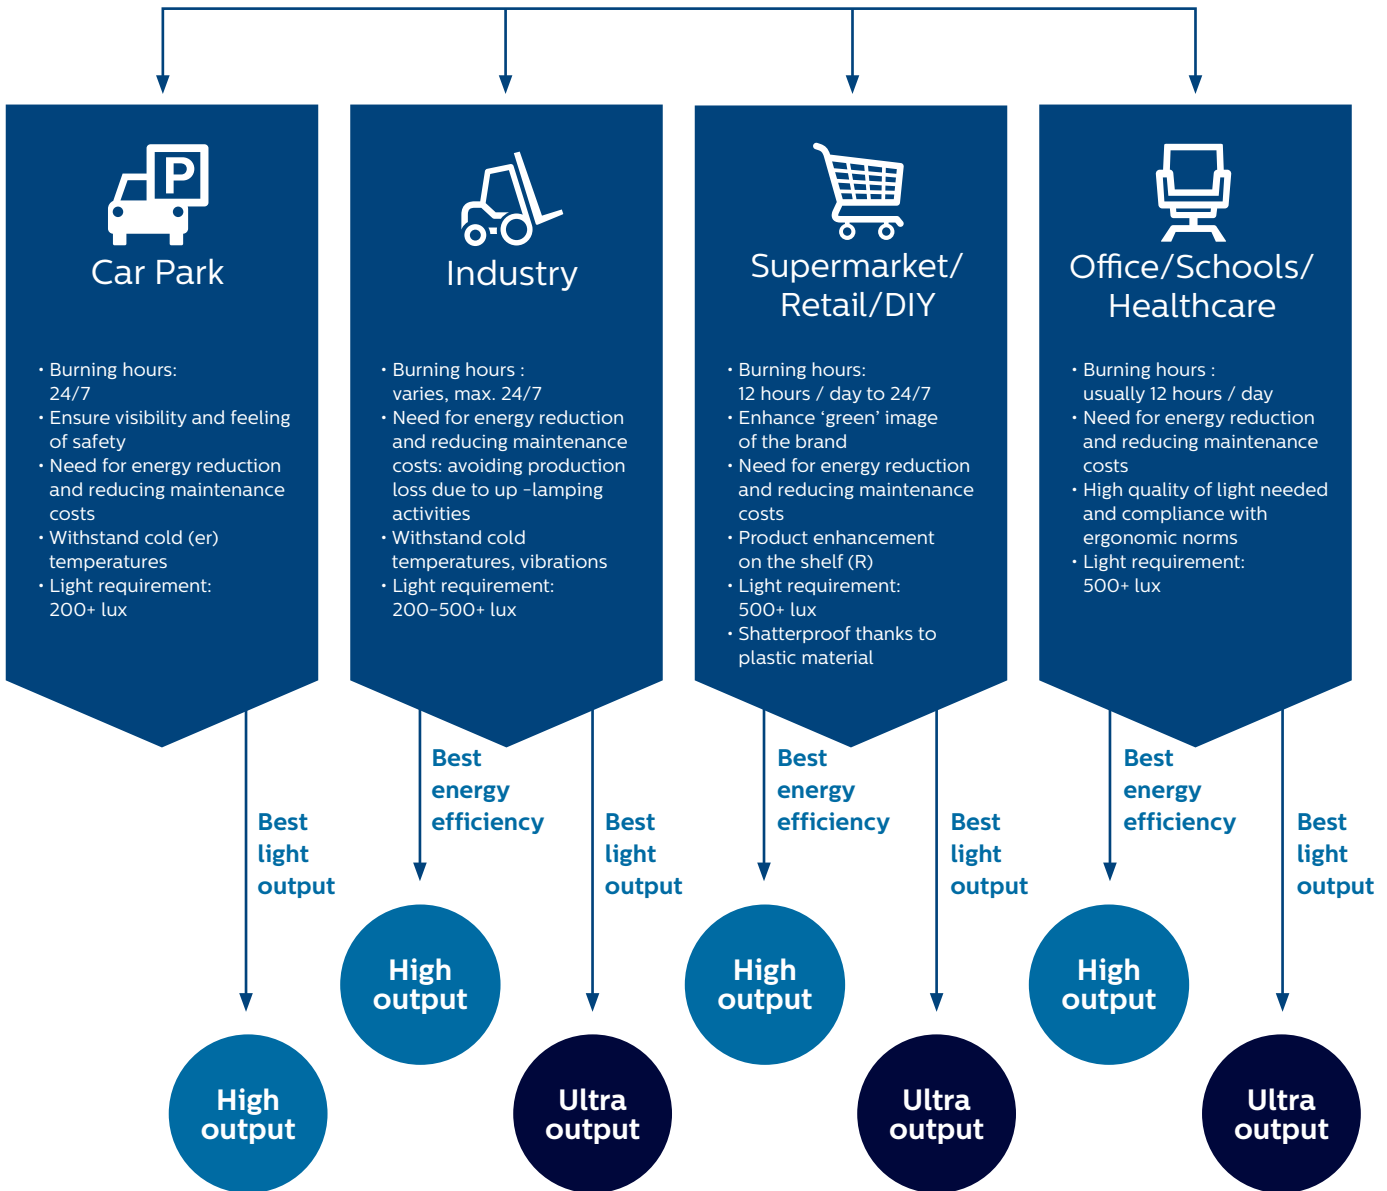 P
Car Park
• Burning hours:
24/7
• Ensure visibility and feeling
of safety
• Need for energy reduction
and reducing maintenance
costs
• Withstand cold (er)
temperatures
• Light requirement:
200+ lux
Industry
• Burning hours :
varies, max. 24/7
• Need for energy reduction
and reducing maintenance
costs: avoiding production
loss due to up -lamping
activities
• Withstand cold
temperatures, vibrations
• Light requirement:
200-500+ lux
Supermarket/
Retail/DIY
• Burning hours:
12 hours / day to 24/7
• Enhance ‘green’ image
of the brand
• Need for energy reduction
and reducing maintenance
costs
• Product enhancement
on the shelf (R)
• Light requirement:
500+ lux
• Shatterproof thanks to
plastic material
Office/Schools/
Healthcare
• Burning hours :
usually 12 hours / day
• Need for energy reduction
and reducing maintenance
costs
• High quality of light needed
and compliance with
ergonomic norms
• Light requirement:
500+ lux
Best
light
output
High
output
Best
energy
efficiency
High
output
Best
light
output
Ultra
output
Best
energy
efficiency
High
output
Best
light
output
Ultra
output
Best
energy
efficiency
High
output
Best
light
output
Ultra
output